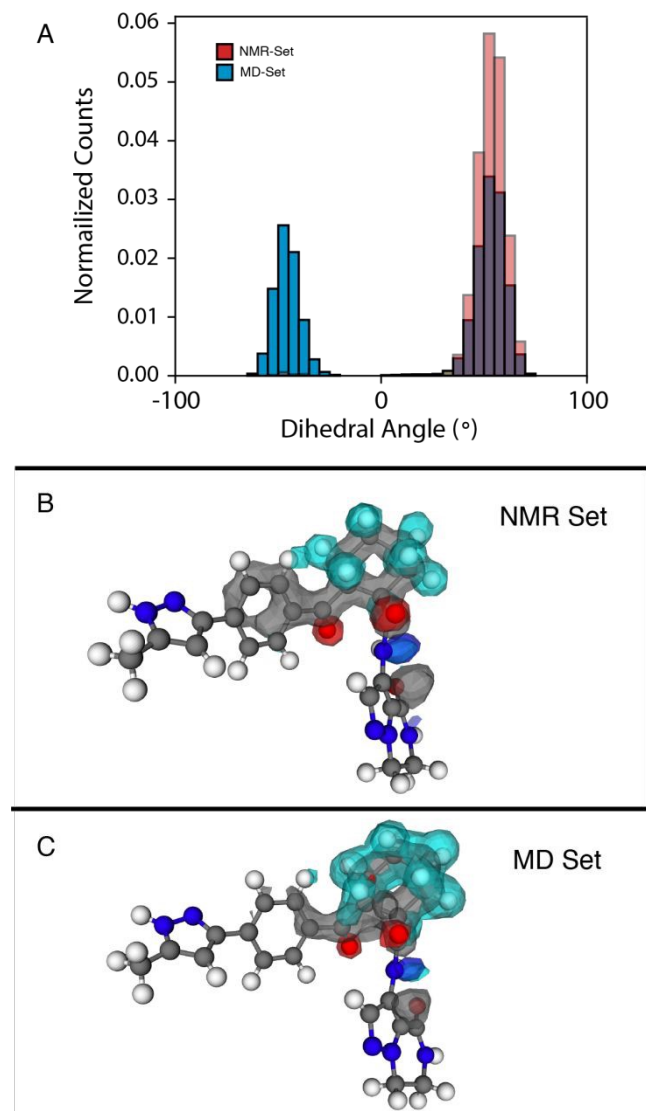 A
0.06
NMR-Set
MD-Set
0.05
0.04
0.03
0.02
0.01
0.00
Normailized Counts
-100
0
100
Dihedral Angle (°)
B
NMR Set
C
MD Set